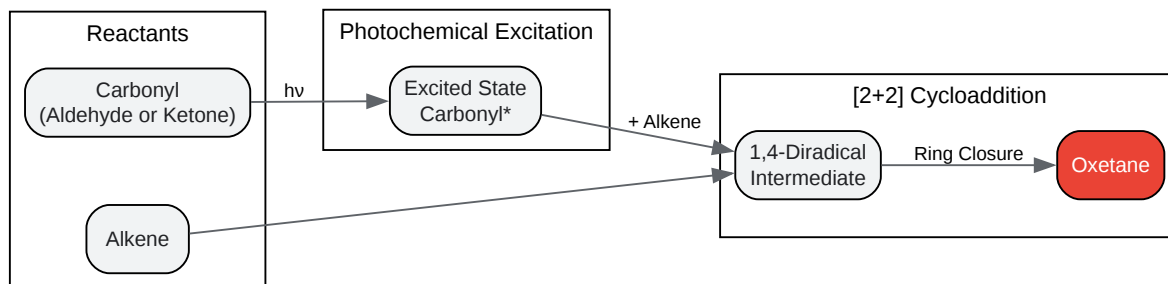 Reactants
Carbonyl
(Aldehyde or Ketone)
Alkene
hν
Photochemical Excitation
Excited State
Carbonyl*
+ Alkene
[2+2] Cycloaddition
1,4-Diradical
Intermediate
Ring Closure
Oxetane